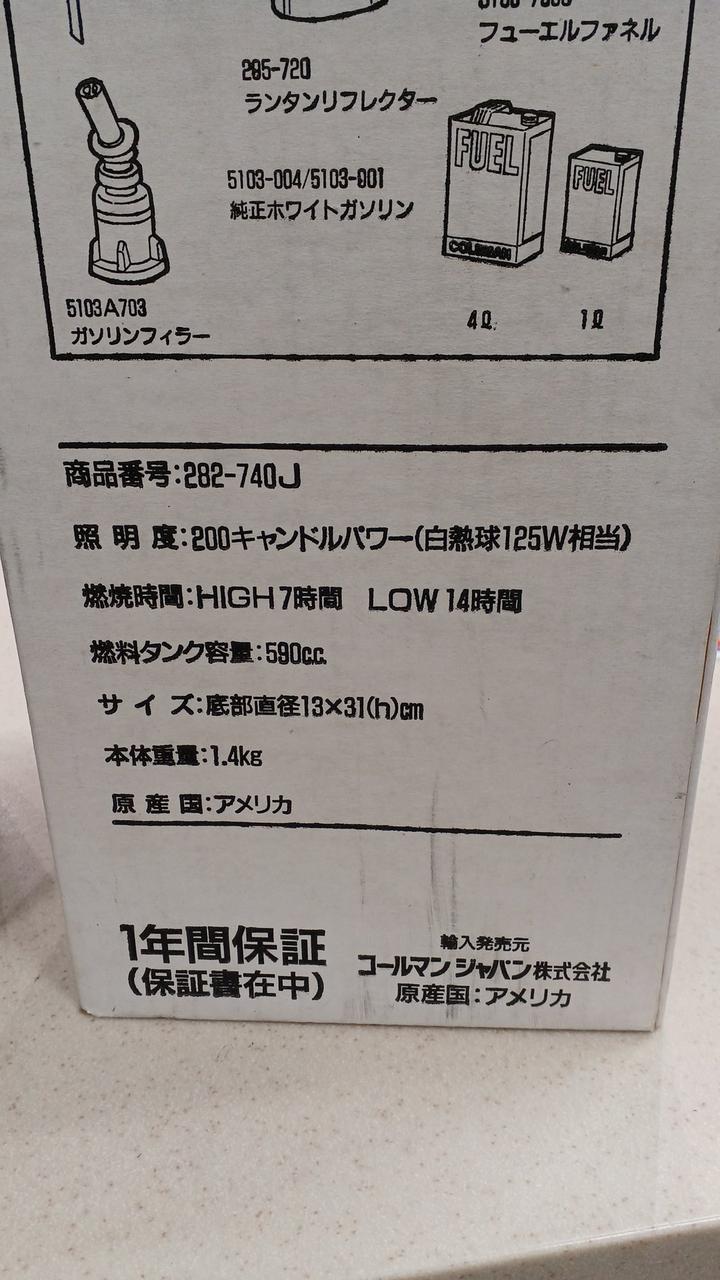 フューエルファネル
285-720
ランタンリフレクター
FUEL
FUEL
5103-004/5103-901
純正ホワイトガソリン
COLEMAN
5103A703
4ℓ
1ℓ
ガソリンフィラー
商品番号:282-740J
照明度:200キャンドルパワー(白熱球125W相当)
燃焼時間:HIGH 7時間 LOW 14時間
燃料タンク容量:590c.c.
サイズ:底部直径13×31(h)cm
本体重量:1.4kg
原産国:アメリカ
1年間保証
(保証書在中)
輸入発売元
コールマン ジャパン株式会社
原産国:アメリカ